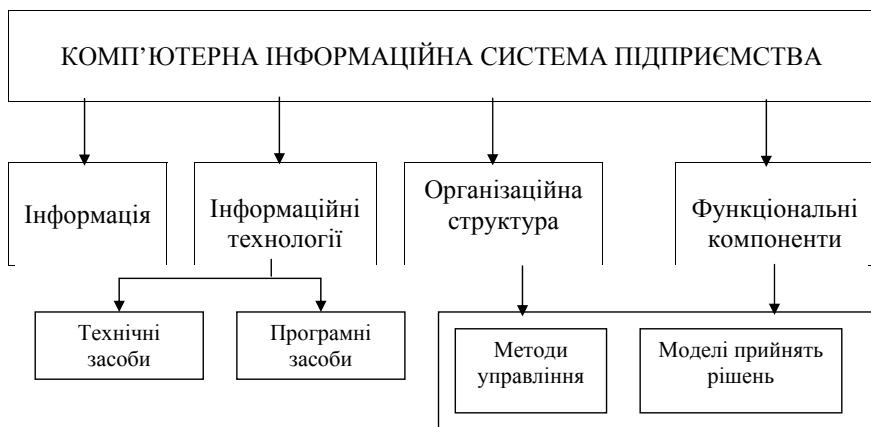 КОМП’ЮТЕРНА ІНФОРМАЦІЙНА СИСТЕМА ПІДПРИЄМСТВА
Інформація
Інформаційні
технології
Організаційна
структура
Функціональні
компоненти
Технічні
засоби
Програмні
засоби
Методи
управління
Моделі прийнять
рішень